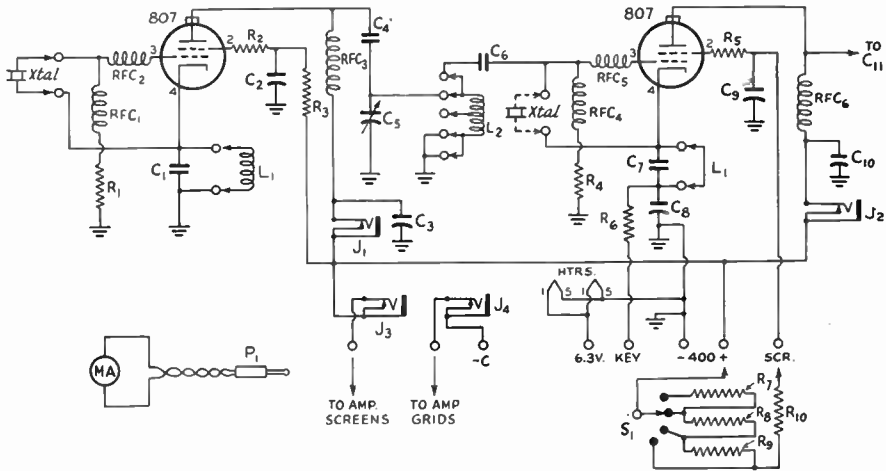 807
807
C4
R2
R5
TO
C11
Xtal
RFC2
3
2
RFC3
C6
RFC5
3
2
4
4
RFC1
C2
R3
C5
L2
Xtal
RFC4
C9
RFC6
R1
C1
L1
R4
C7
L1
C10
C3
J1
R6
C8
J2
HTRS.
1
5
1
5
J3
J4
-C
6.3V.
KEY
- 400 +
SCR.
MA
P1
TO AMP.
SCREENS
TO AMP
GRIDS
S1
R7
R8
R9
R10